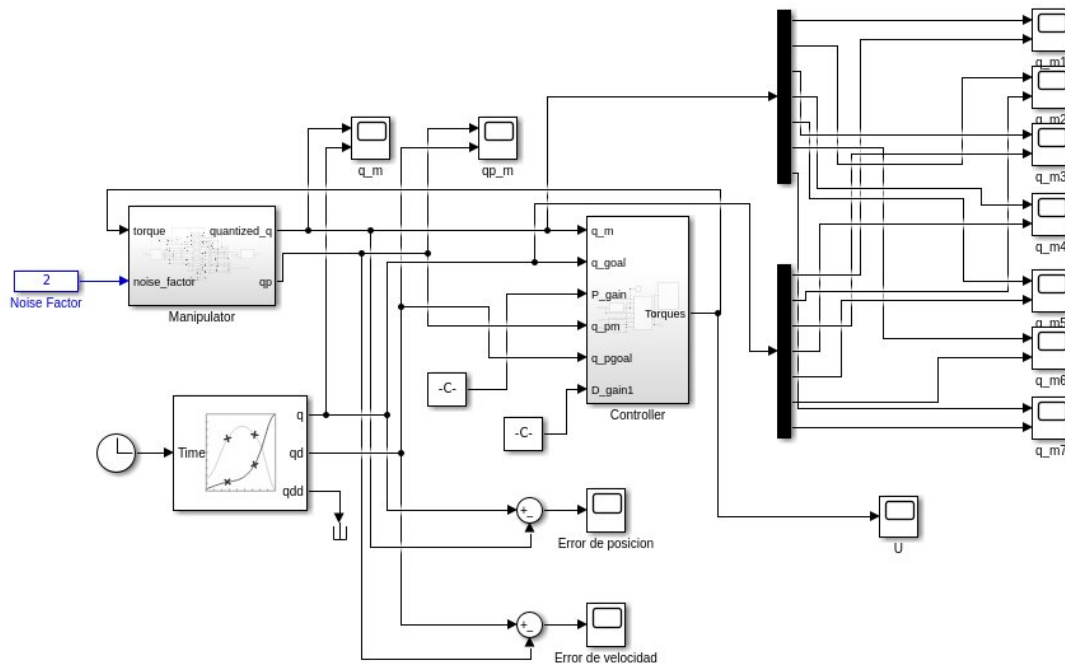 q_m1
q_m2
q_m3
q_m4
q_m5
q_m6
q_m7
q_m
qp_m
torque
quantized_q
noise_factor
qp
Manipulator
2
Noise Factor
q_m
q_goal
P_gain
q_pm
q_pgoal
D_gain1
Torques
Controller
-C-
-C-
Time
q
qd
qdd
+
-
Error de posicion
+
-
Error de velocidad
U